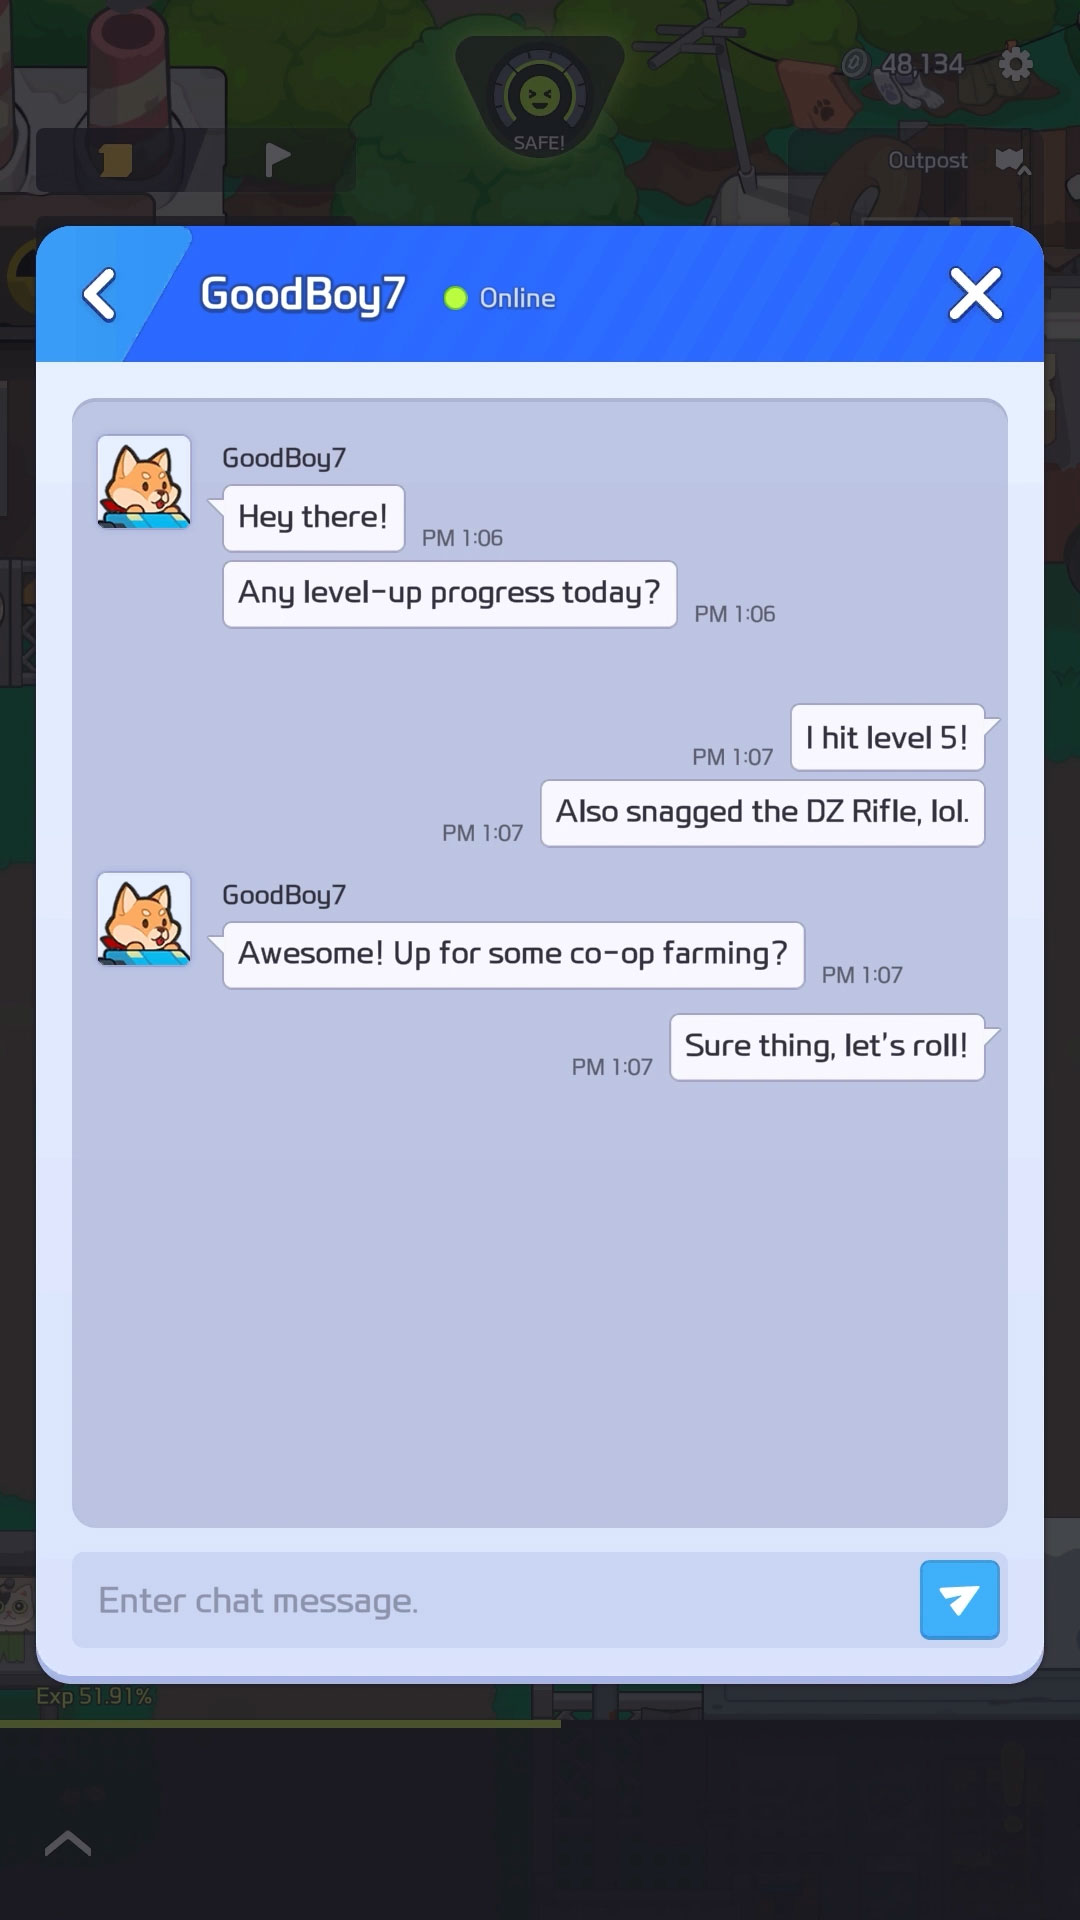 48,134
SAFE!
Outpost
GoodBoy7 Online
GoodBoy7
Hey there!
PM 1:06
Any level-up progress today?
PM 1:06
I hit level 5!
PM 1:07
Also snagged the DZ Rifle, lol.
PM 1:07
GoodBoy7
Awesome! Up for some co-op farming?
PM 1:07
Sure thing, let's roll!
PM 1:07
Enter chat message.
Exp 51.91%